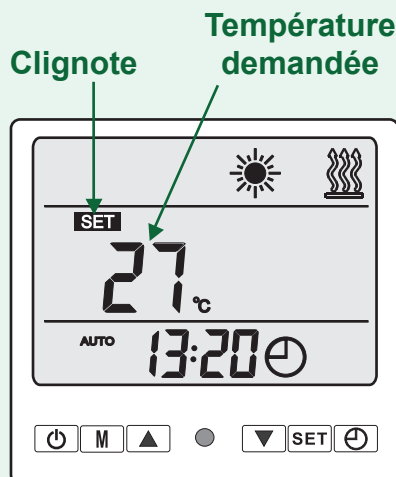 Température
Clignote demandée
SET
27 °C
AUTO 13:20
M SET